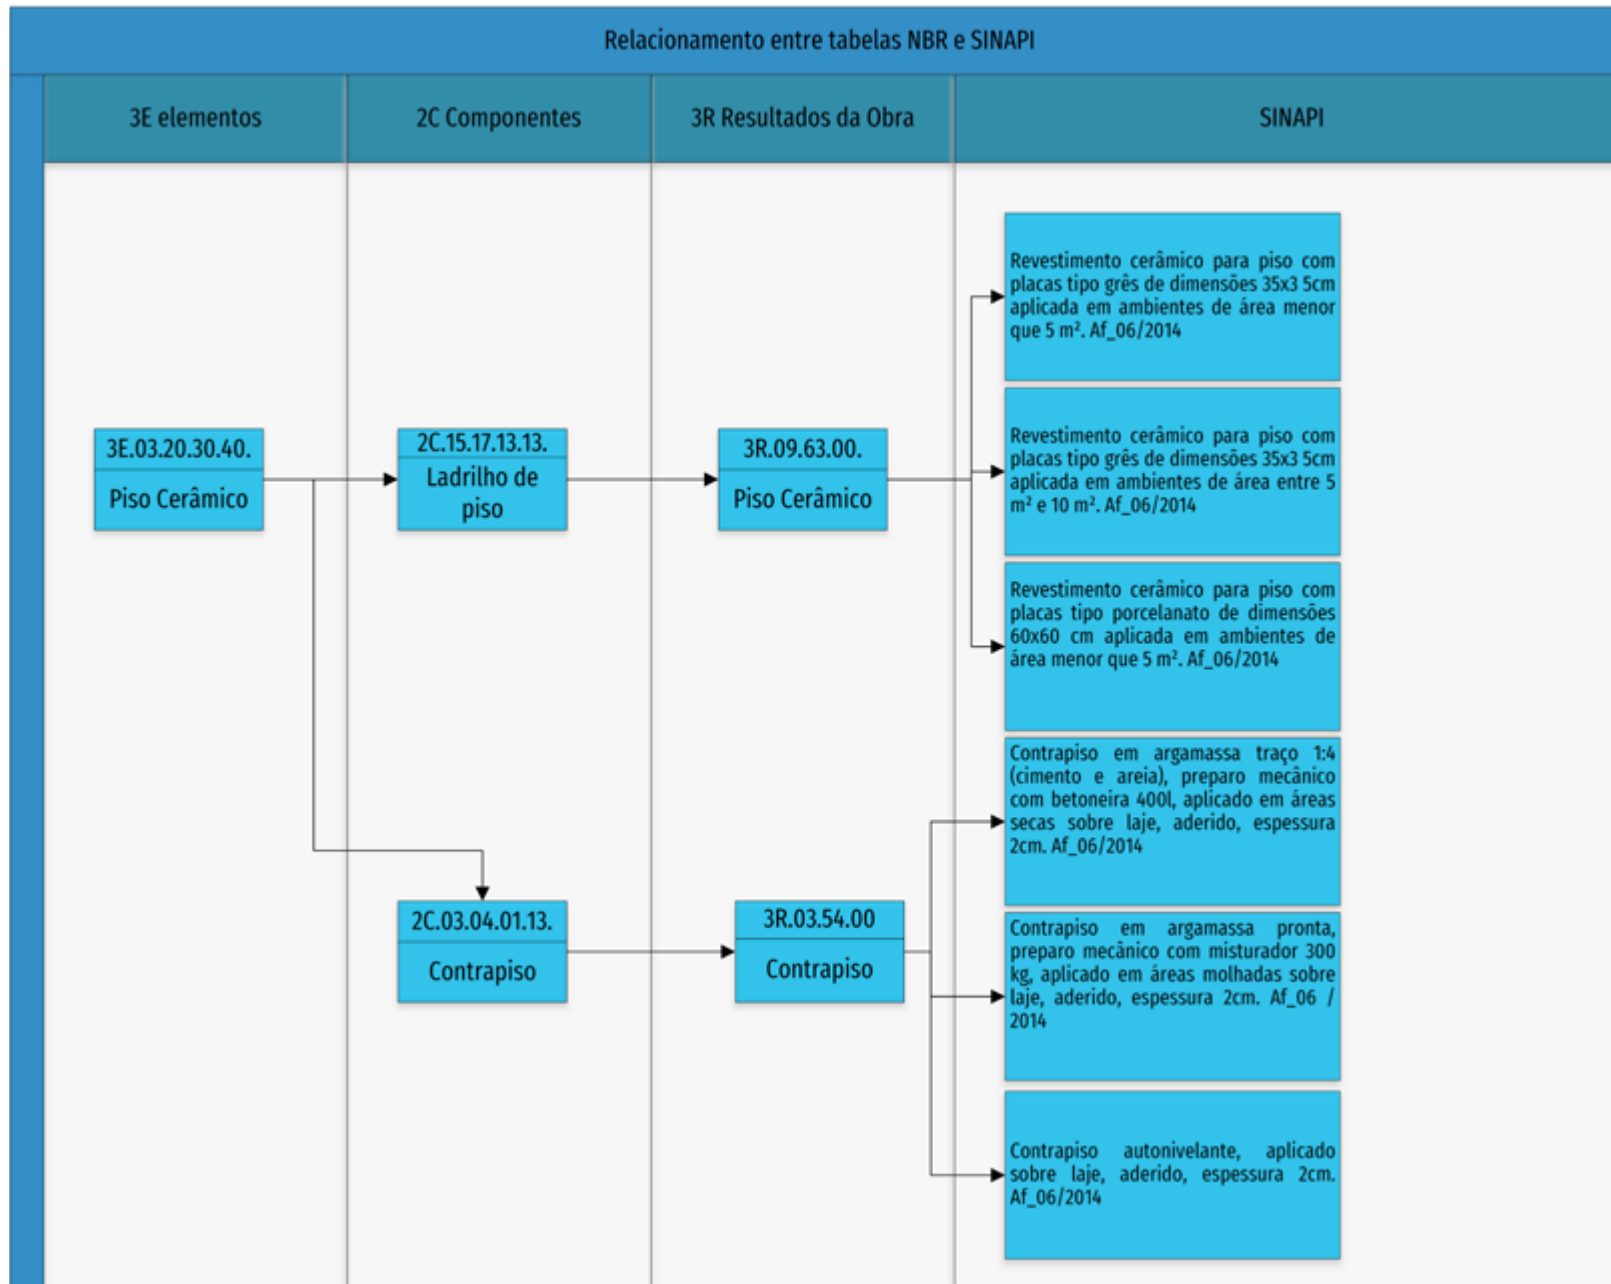 Relacionamento entre tabelas NBR e SINAPI
3E elementos
2C Componentes
3R Resultados da Obra
SINAPI
3E.03.20.30.40.
Piso Cerâmico
2C.15.17.13.13.
Ladrilho de
piso
3R.09.63.00.
Piso Cerâmico
Revestimento cerâmico para piso com
placas tipo grês de dimensões 35x3 5cm
aplicada em ambientes de área menor
que 5 m². Af_06/2014
Revestimento cerâmico para piso com
placas tipo grês de dimensões 35x3 5cm
aplicada em ambientes de área entre 5
m² e 10 m². Af_06/2014
Revestimento cerâmico para piso com
placas tipo porcelanato de dimensões
60x60 cm aplicada em ambientes de
área menor que 5 m². Af_06/2014
2C.03.04.01.13.
Contrapiso
3R.03.54.00
Contrapiso
Contrapiso em argamassa traço 1:4
(cimento e areia), preparo mecânico
com betoneira 400l, aplicado em áreas
secas sobre laje, aderido, espessura
2cm. Af_06/2014
Contrapiso em argamassa pronta,
preparo mecânico com misturador 300
kg, aplicado em áreas molhadas sobre
laje, aderido, espessura 2cm. Af_06 /
2014
Contrapiso autonivelante, aplicado
sobre laje, aderido, espessura 2cm.
Af_06/2014